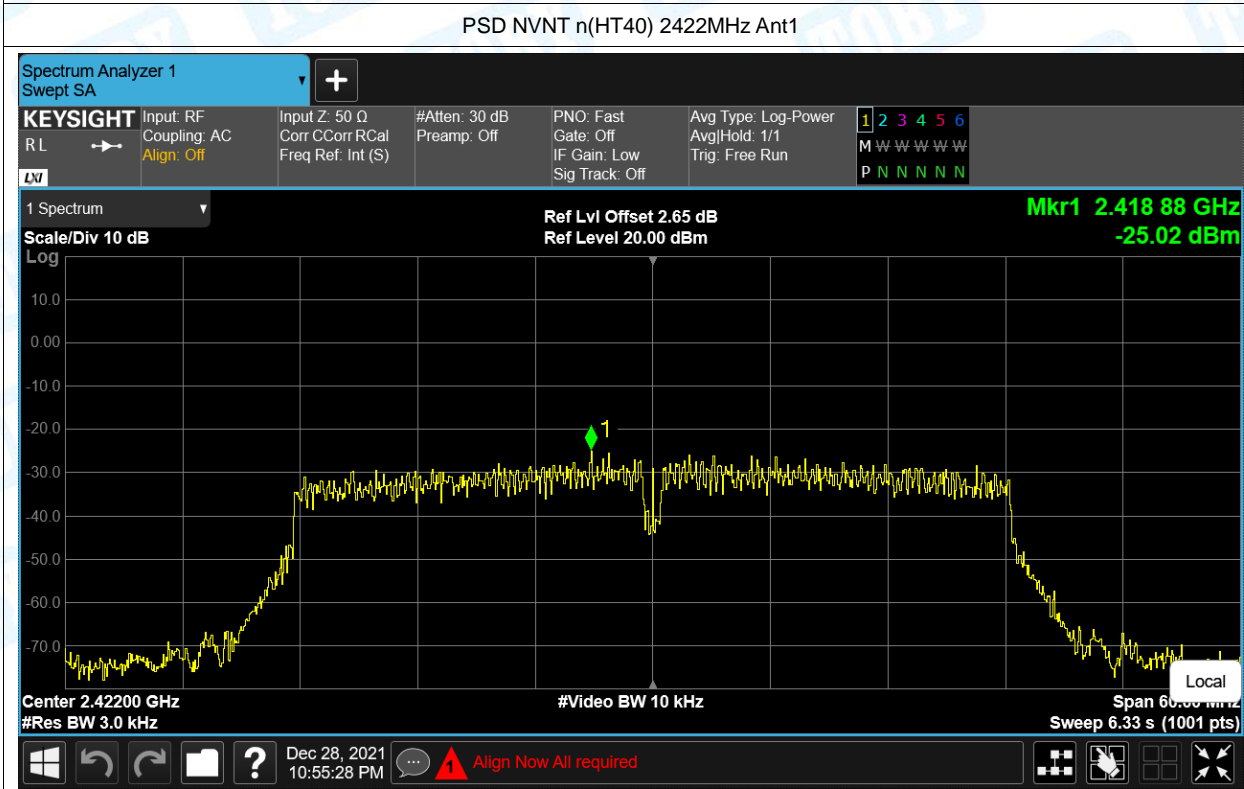 PSD NVNT n(HT40) 2422MHz Ant1
Spectrum Analyzer 1
Swept SA
KEYSIGHT
R L
LXI
Input: RF
Coupling: AC
Align: Off
Input Z: 50 Ω
Corr CCorr RCal
Freq Ref: Int (S)
#Atten: 30 dB
Preamp: Off
PNO: Fast
Gate: Off
IF Gain: Low
Sig Track: Off
Avg Type: Log-Power
Avg|Hold: 1/1
Trig: Free Run
1 2 3 4 5 6
M W W W W W
P N N N N N
1 Spectrum
Scale/Div 10 dB
Log
Ref Lvl Offset 2.65 dB
Ref Level 20.00 dBm
Mkr1 2.418 88 GHz
-25.02 dBm
10.0
0.00
-10.0
-20.0
-30.0
-40.0
-50.0
-60.0
-70.0
1
Center 2.42200 GHz
#Res BW 3.0 kHz
#Video BW 10 kHz
Local
Span 60.00 MHz
Sweep 6.33 s (1001 pts)
?
Dec 28, 2021
10:55:28 PM
1
Align Now All required